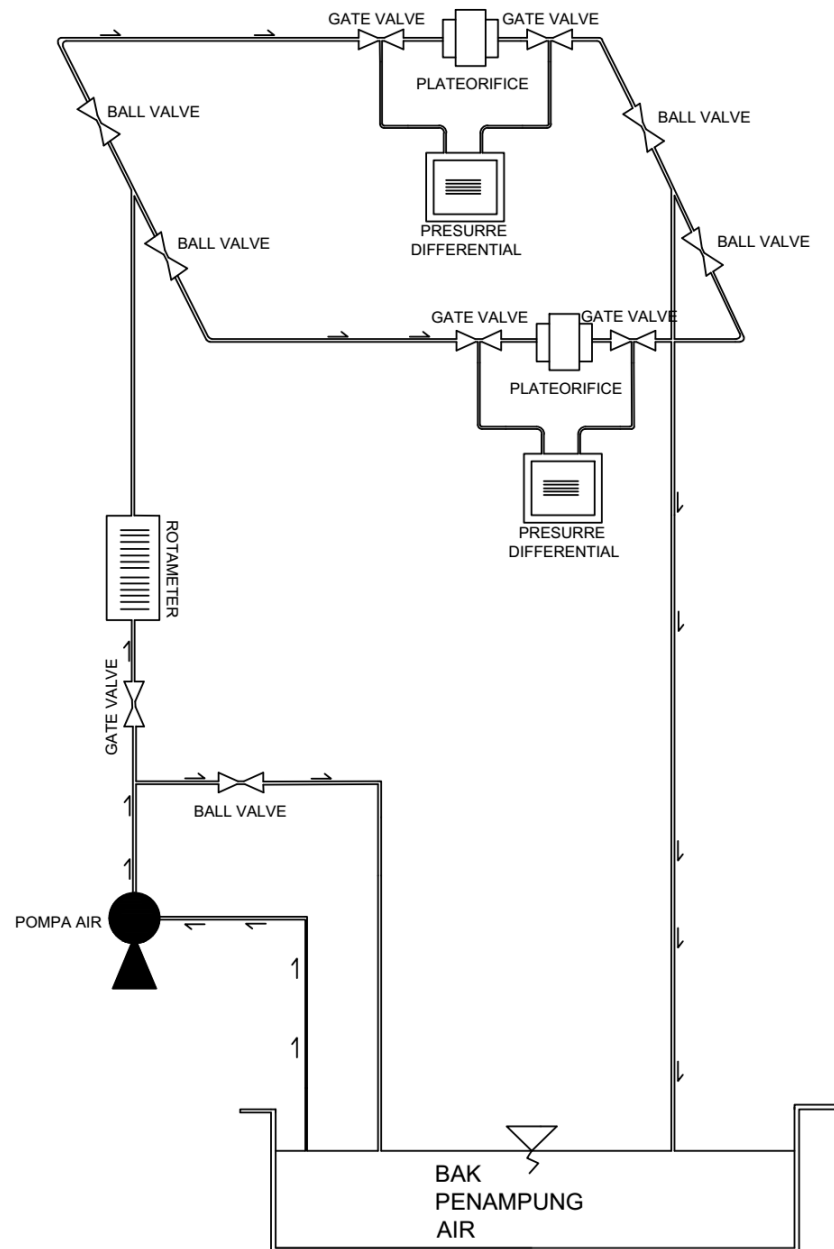 GATE VALVE
GATE VALVE
PLATEORIFICE
BALL VALVE
BALL VALVE
PRESURRE
DIFFERENTIAL
BALL VALVE
BALL VALVE
GATE VALVE
GATE VALVE
PLATEORIFICE
PRESURRE
DIFFERENTIAL
ROTAMETER
GATE VALVE
BALL VALVE
POMPA AIR
BAK
PENAMPUNG
AIR